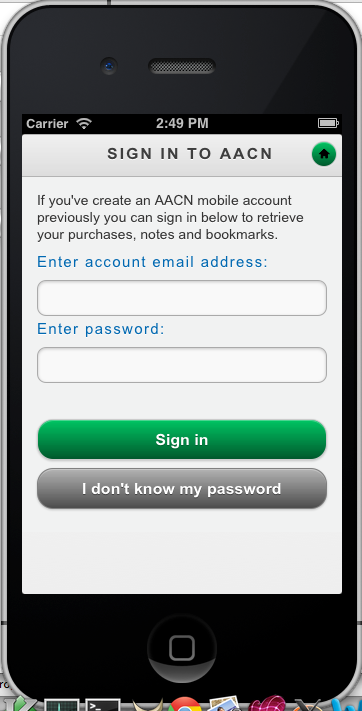 Carrier 2:49 PM
SIGN IN TO AACN
If you've create an AACN mobile account
previously you can sign in below to retrieve
your purchases, notes and bookmarks.
Enter account email address:
Enter password:
Sign in
I don't know my password